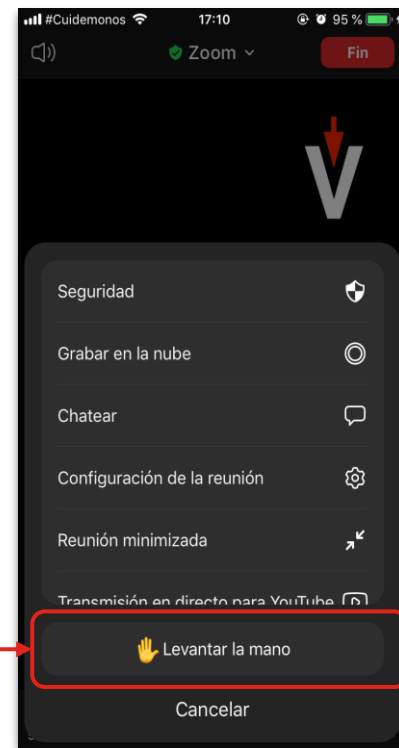 #Cuidemonos 17:10 95 %
Zoom Fin
V
Seguridad
Grabar en la nube
Chatear
Configuración de la reunión
Reunión minimizada
Transmisión en directo para YouTube
✋ Levantar la mano
Cancelar